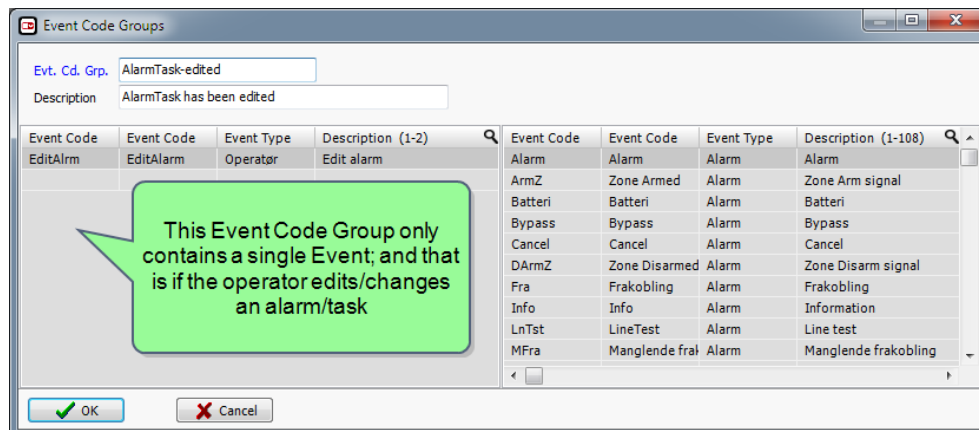 Event Code Groups
Evt. Cd. Grp. AlarmTask-edited
Description AlarmTask has been edited
Event Code Event Code Event Type Description (1-2) Event Code Event Code Event Type Description (1-108)
EditAlrm EditAlarm Operatør Edit alarm Alarm Alarm Alarm Alarm
ArmZ Zone Armed Alarm Zone Arm signal
Batteri Batteri Alarm Batteri
Bypass Bypass Alarm Bypass
Cancel Cancel Alarm Cancel
DArmZ Zone Disarmed Alarm Zone Disarm signal
Fra Frakobling Alarm Frakobling
Info Info Alarm Information
LnTst LineTest Alarm Line test
MFra Manglende Alarm Manglende frakobling
This Event Code Group only
contains a single Event; and that
is if the operator edits/changes
an alarm/task
OK Cancel